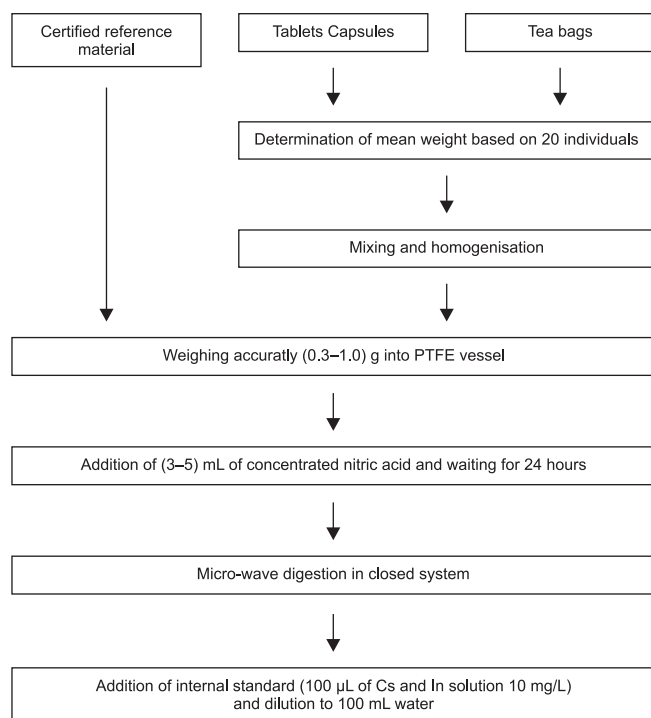 Certified reference
material
Tablets Capsules
Tea bags
Determination of mean weight based on 20 individuals
Mixing and homogenisation
Weighing accuratly (0.3–1.0) g into PTFE vessel
Addition of (3–5) mL of concentrated nitric acid and waiting for 24 hours
Micro-wave digestion in closed system
Addition of internal standard (100 µL of Cs and In solution 10 mg/L)
and dilution to 100 mL water